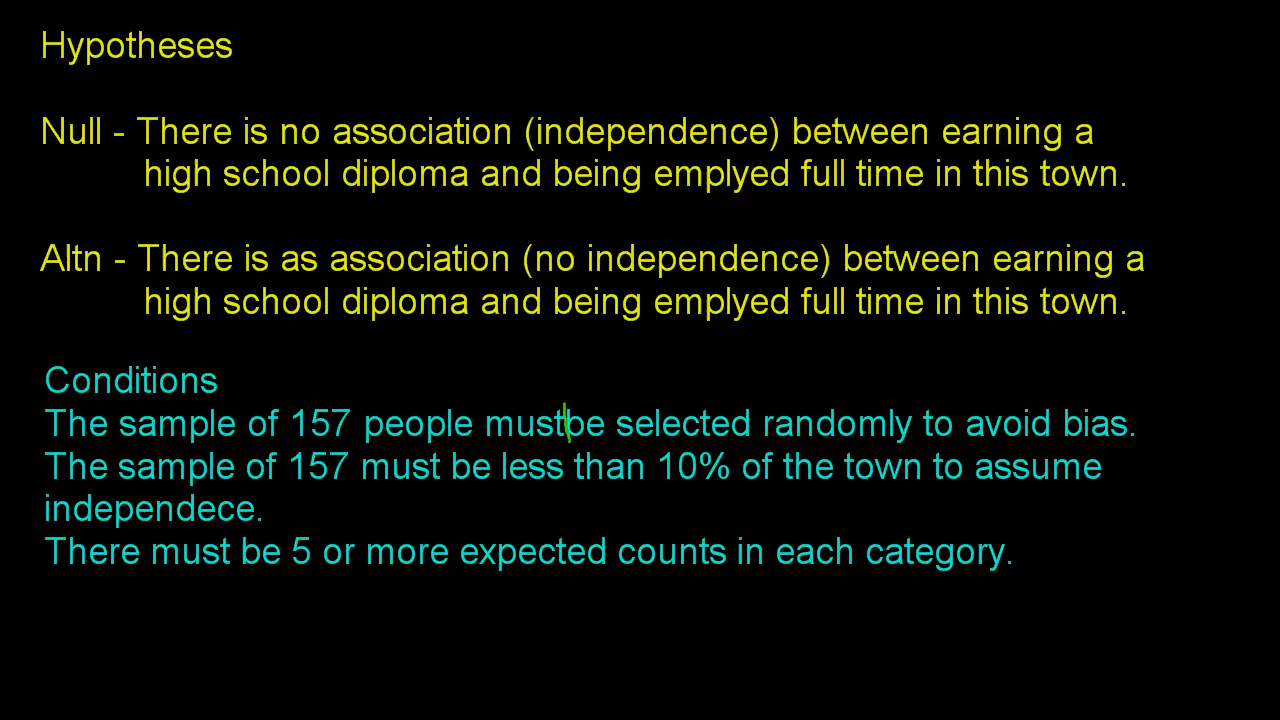 Hypotheses
Null - There is no association (independence) between earning a
high school diploma and being emplyed full time in this town.
Altn - There is as association (no independence) between earning a
high school diploma and being emplyed full time in this town.
Conditions
The sample of 157 people mustbe selected randomly to avoid bias.
The sample of 157 must be less than 10% of the town to assume
independece.
There must be 5 or more expected counts in each category.